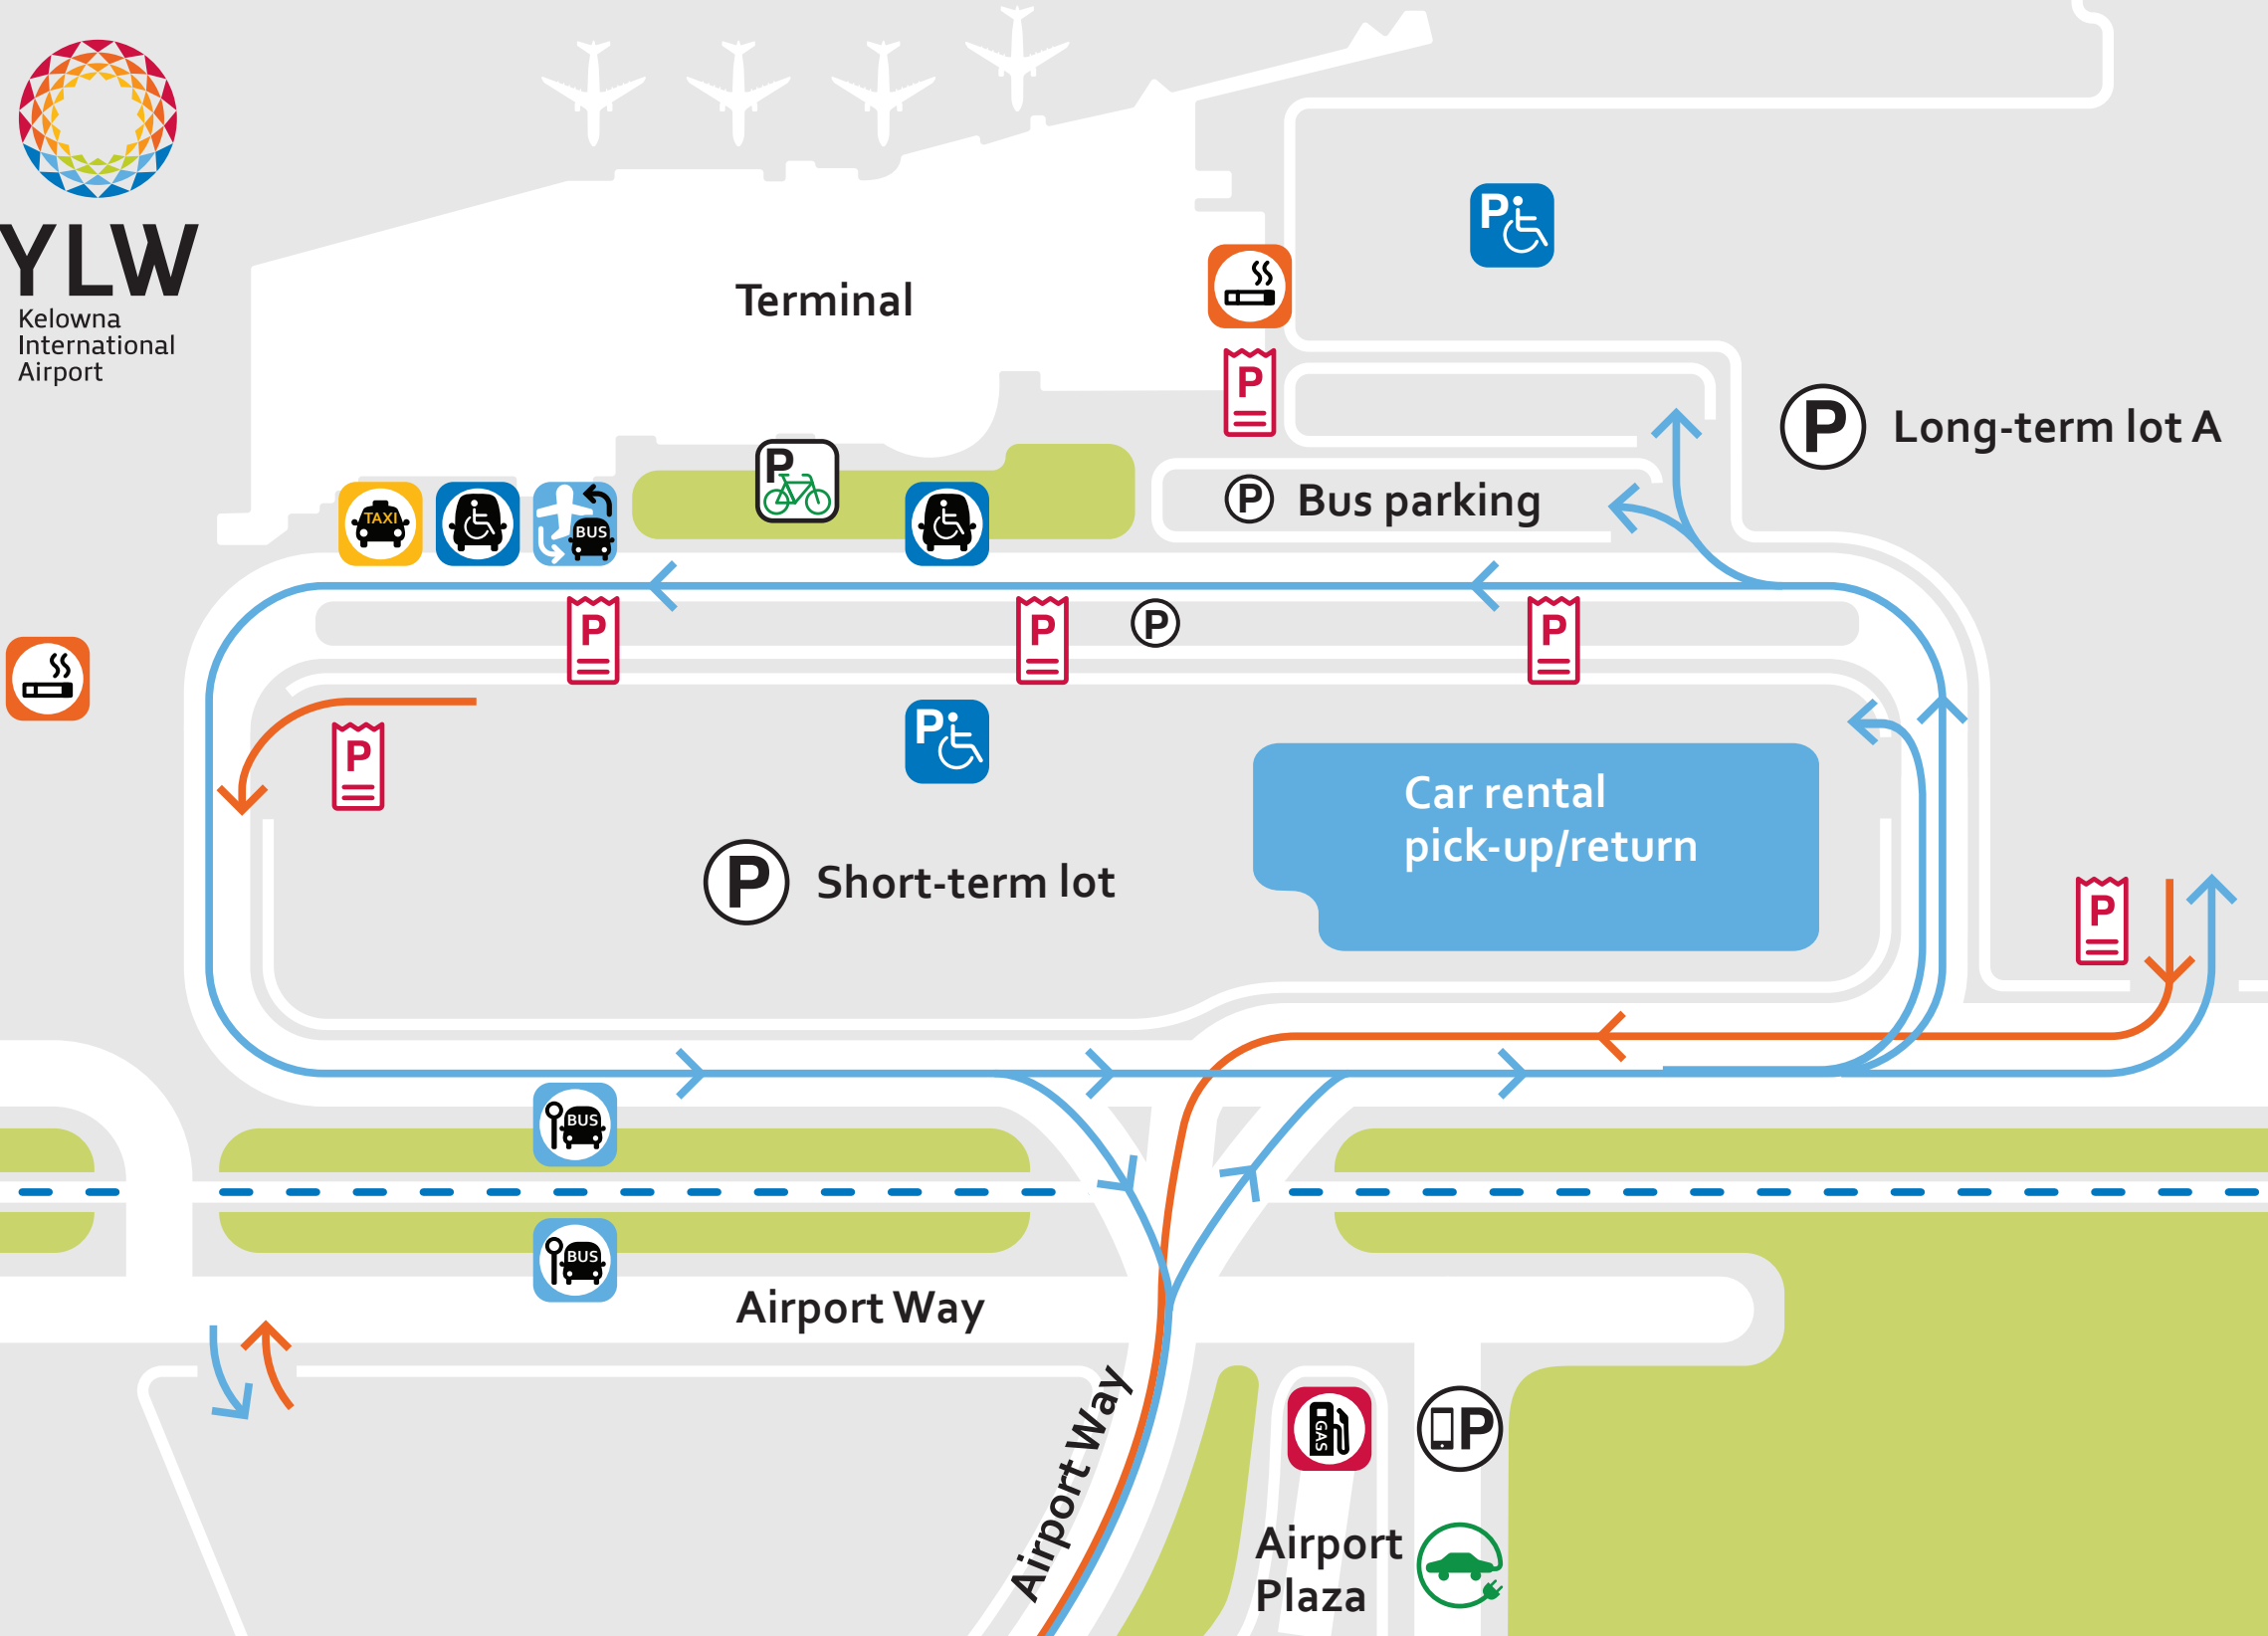 YLW
Kelowna
International
Airport
Terminal
P
P
P
Long-term lot A
P
TAXI
BUS
P
Bus parking
P
P
P
P
P
P
Car rental
pick-up/return
P
Short-term lot
P
BUS
BUS
Airport Way
Airport Way
GAS
P
Airport
Plaza